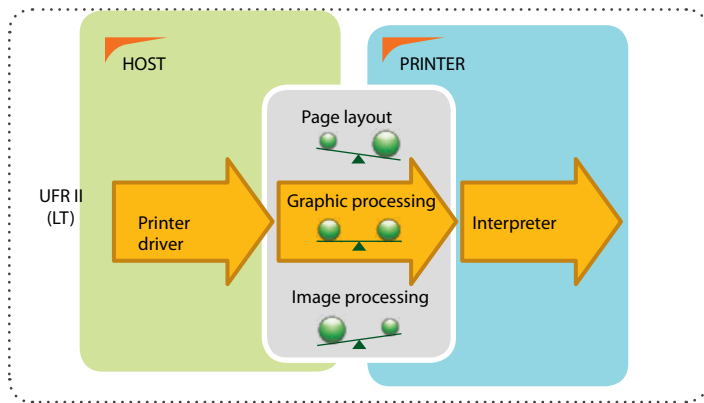 HOST
PRINTER
Page layout
UFR II
(LT)
Printer
driver
Graphic processing
Interpreter
Image processing